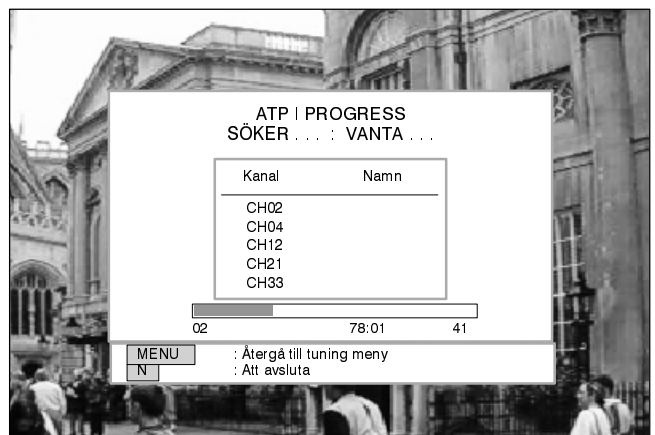 ATP I PROGRESS
SÖKER . . . : VANTA . . .
Kanal Namn
CH02
CH04
CH12
CH21
CH33
02 78:01 41
MENU : Återgå till tuning meny
N : Att avsluta